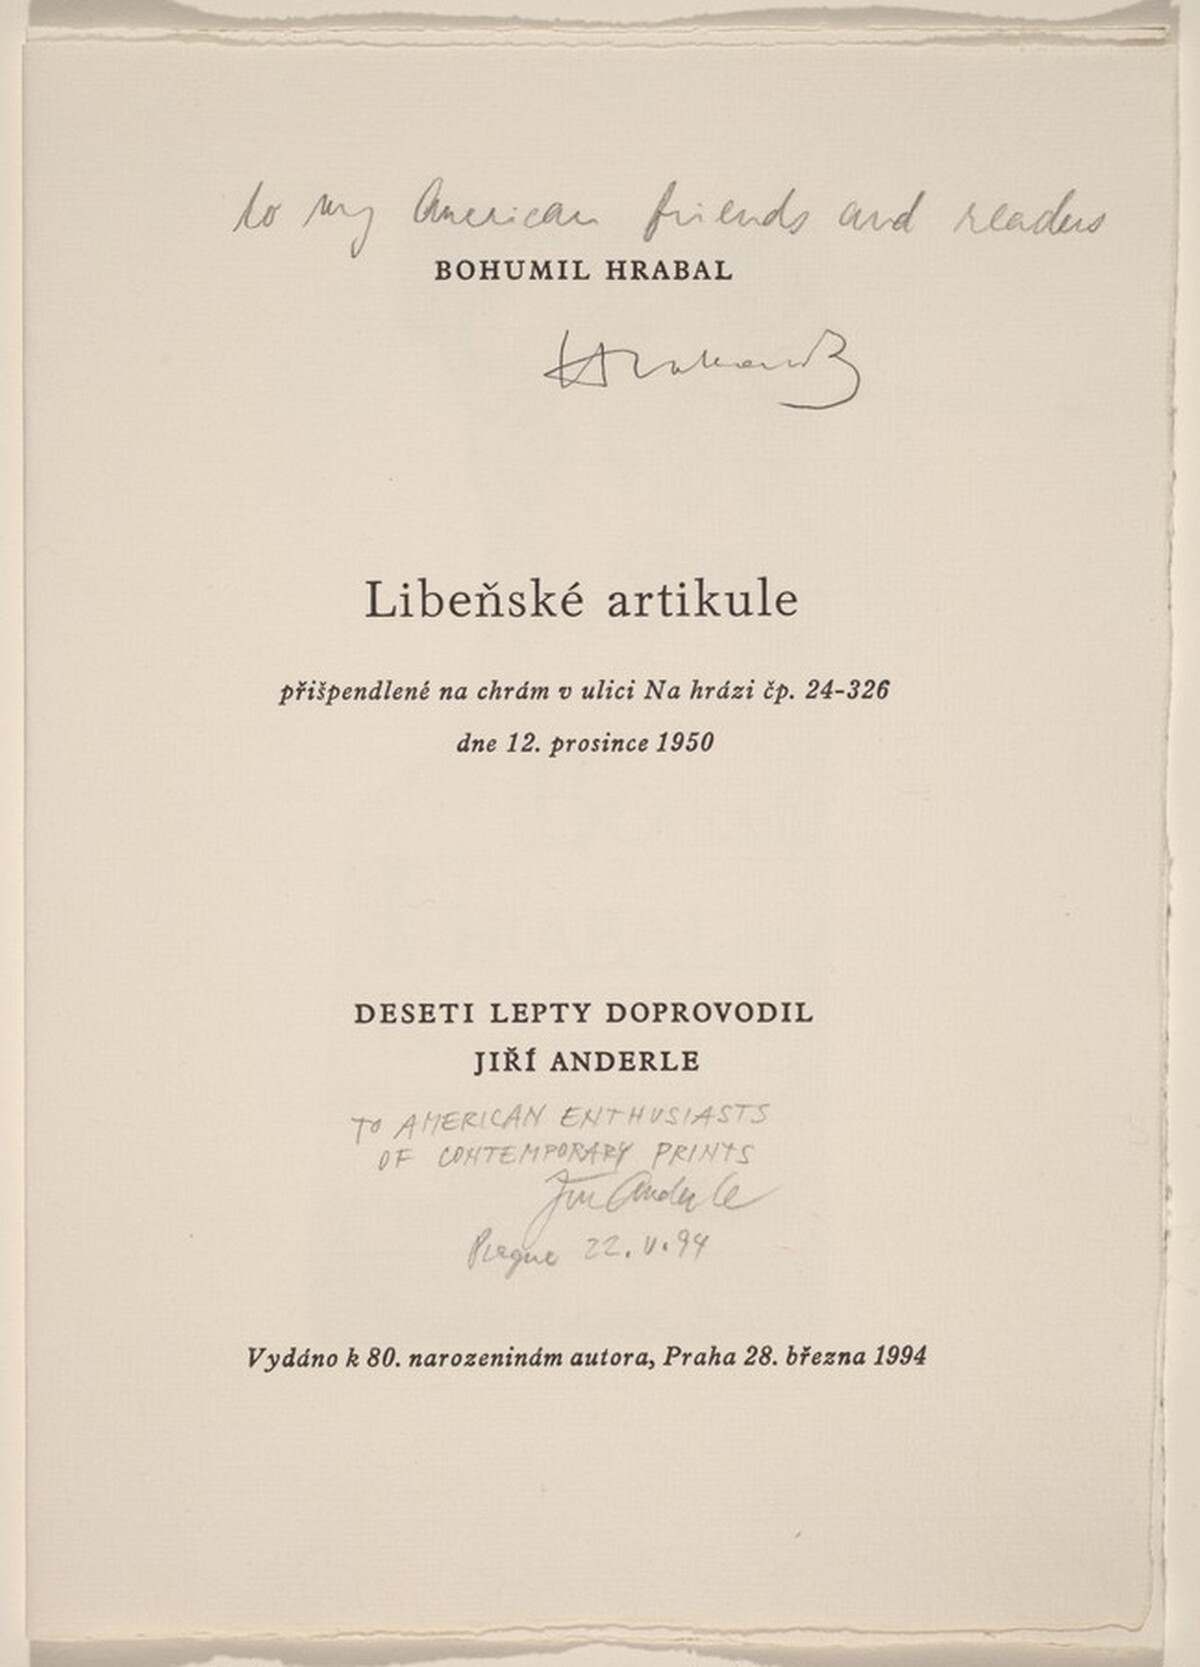 to my American friends and readers
BOHUMIL HRABAL
Libeňské artikule
přišpendlené na chrám v ulici Na hrázi čp. 24-326
dne 12. prosince 1950
DESETI LEPTY DOPROVODIL
JIŘÍ ANDERLE
TO AMERICAN ENTHUSIASTS
OF CONTEMPORARY PRINTS
Jiří Anderle
Prague 22. V. 94
Vydáno k 80. narozeninám autora, Praha 28. března 1994